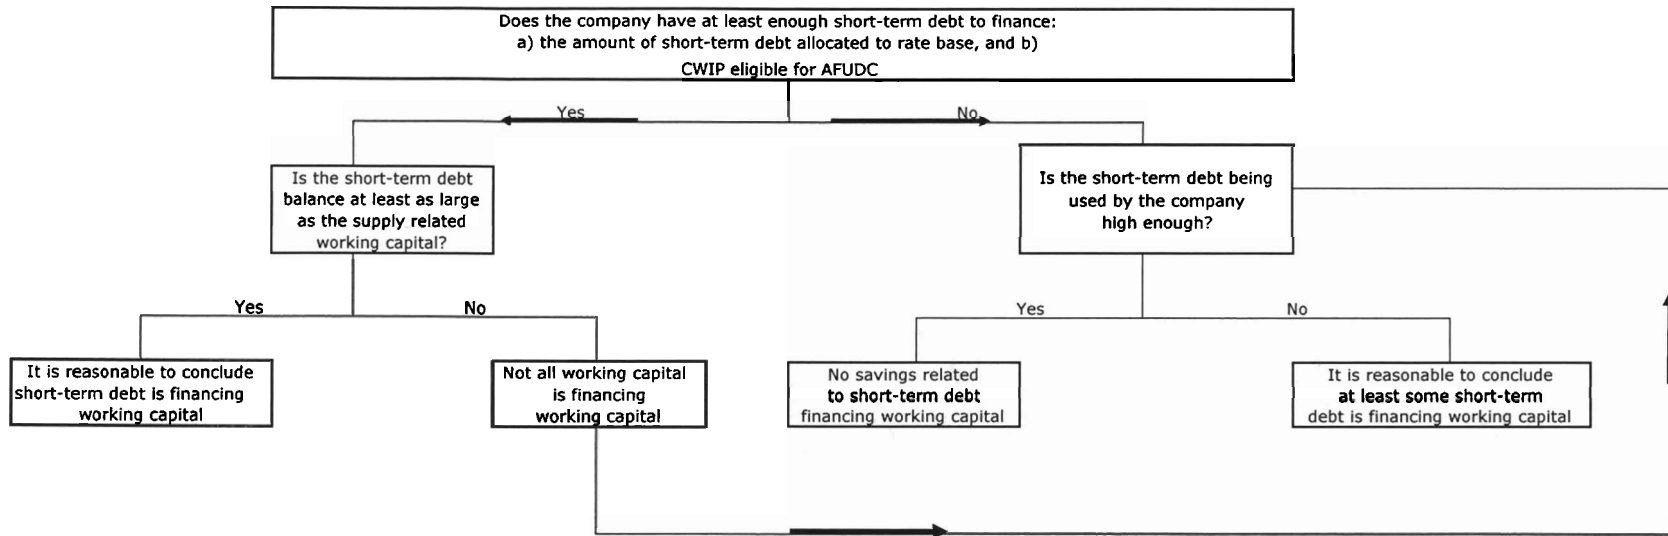 Does the company have at least enough short-term debt to finance:
a) the amount of short-term debt allocated to rate base, and b)
CWIP eligible for AFUDC
Yes
No
Is the short-term debt
balance at least as large
as the supply related
working capital?
Is the short-term debt being
used by the company
high enough?
Yes
No
Yes
No
It is reasonable to conclude
short-term debt is financing
working capital
Not all working capital
is financing
working capital
No savings related
to short-term debt
financing working capital
It is reasonable to conclude
at least some short-term
debt is financing working capital